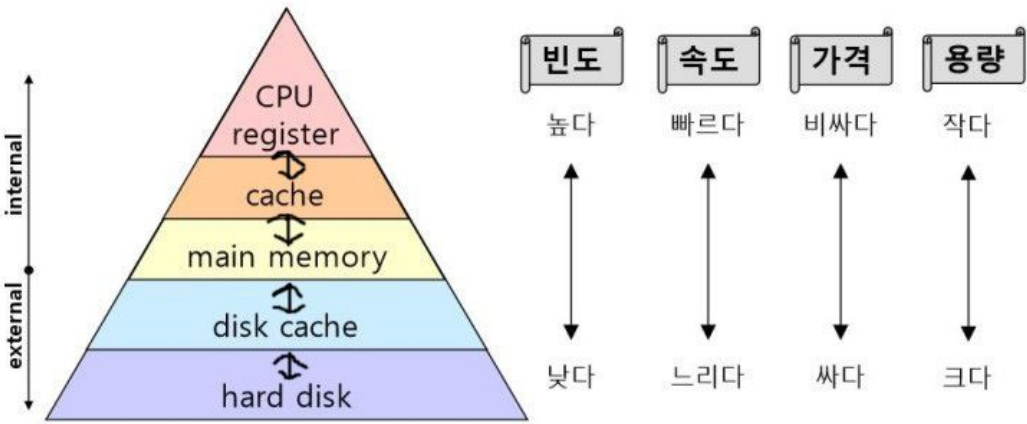 internal
external
CPU
register
cache
main memory
disk cache
hard disk
빈도
속도
가격
용량
높다
빠르다
비싸다
작다
낮다
느리다
싸다
크다